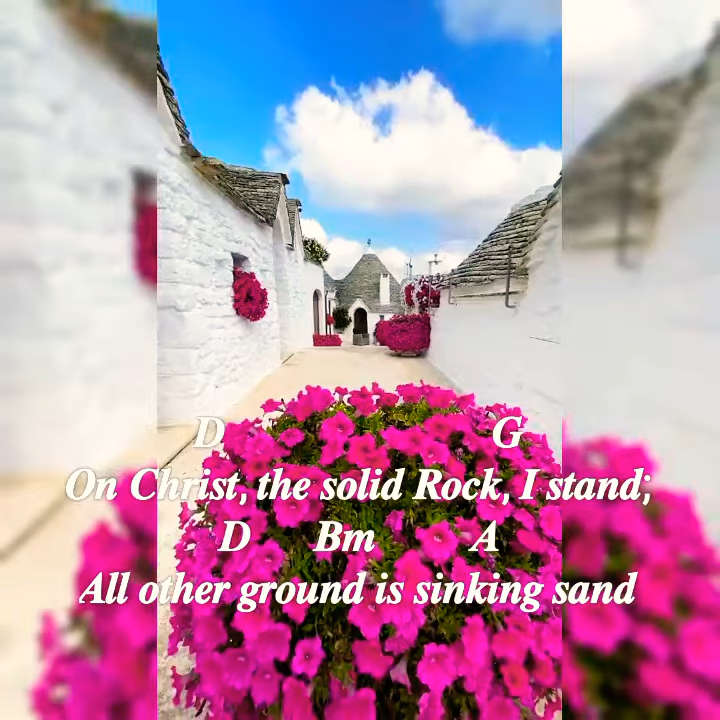 D G
On Christ, the solid Rock, I stand;
D Bm A
All other ground is sinking sand